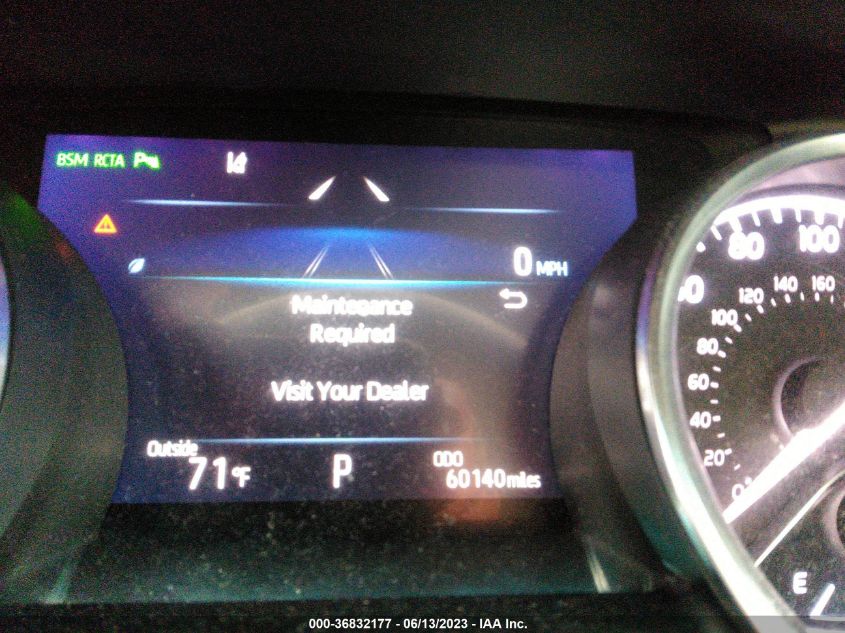 BSM RCTA P
0 MPH
Maintenance
Required
Visit Your Dealer
Outside
71°F
P
ODO
60140 miles
80 100
140 160
120
100
80
60
40
20
0
E
000-36832177 - 06/13/2023 - IAA Inc.